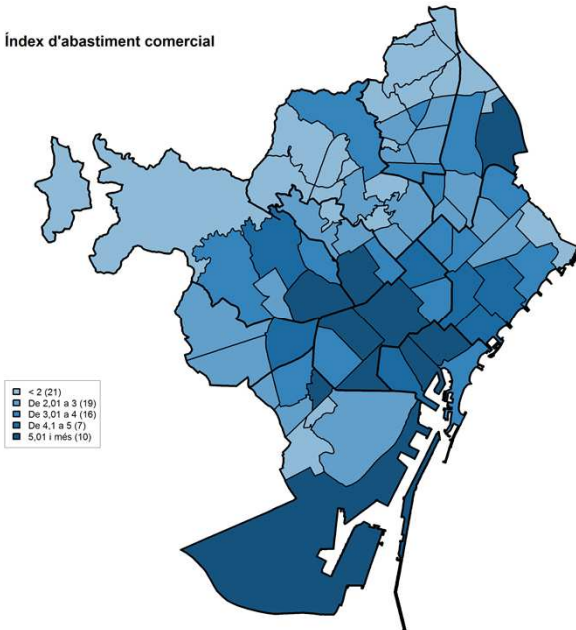 Índex d'abastiment comercial
< 2 (21)
De 2,01 a 3 (19)
De 3,01 a 4 (16)
De 4,1 a 5 (7)
5,01 i més (10)